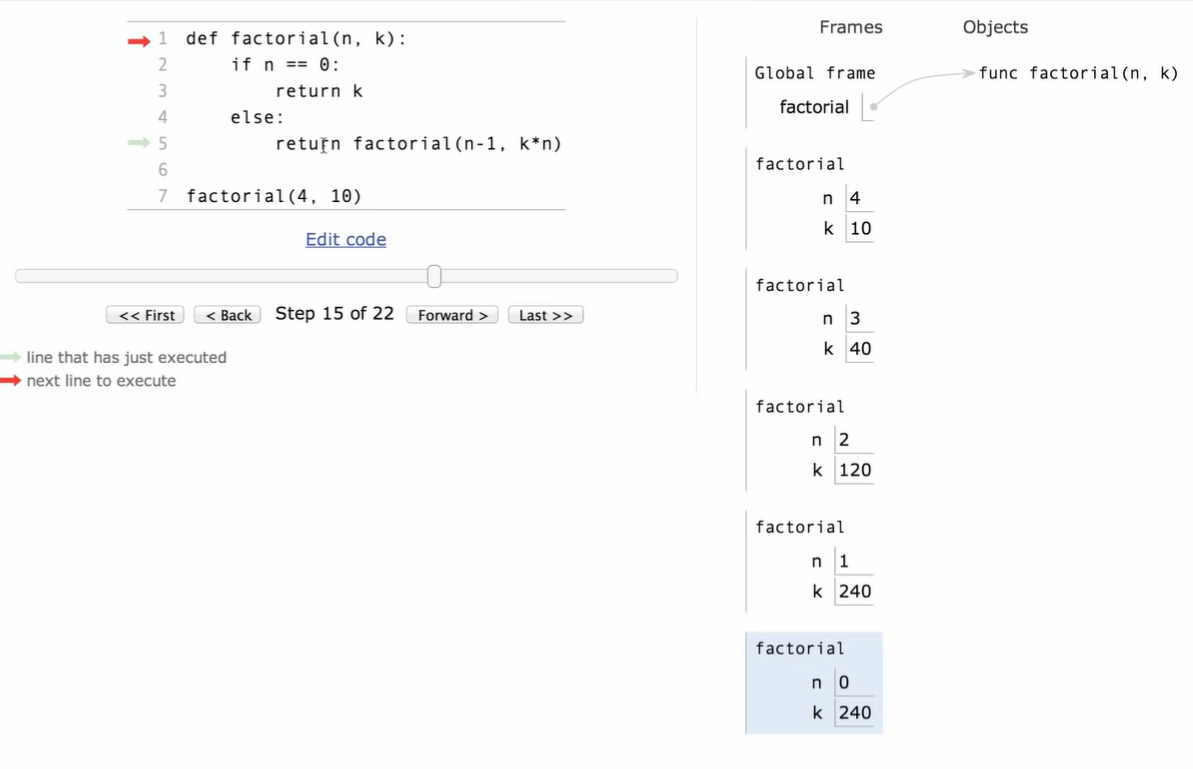 1 def factorial(n, k):
2     if n == 0:
3         return k
4     else:
5         return factorial(n-1, k*n)
6
7 factorial(4, 10)
Edit code
<< First < Back Step 15 of 22 Forward > Last >>
line that has just executed
next line to execute
Frames Objects
Global frame func factorial(n, k)
factorial
factorial
n 4
k 10
factorial
n 3
k 40
factorial
n 2
k 120
factorial
n 1
k 240
factorial
n 0
k 240